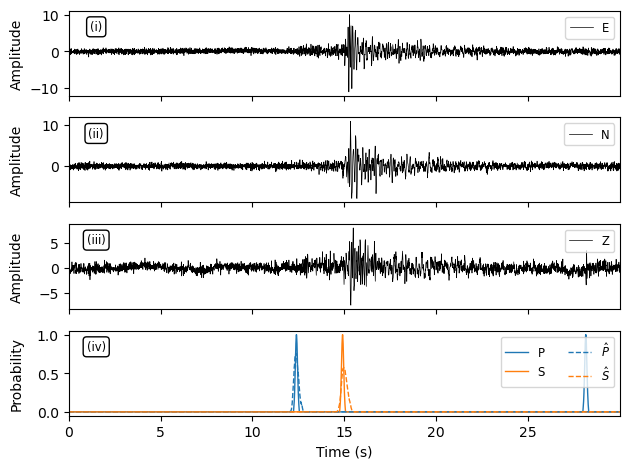 10
0
−10
Amplitude
(i)
E
10
0
Amplitude
(ii)
N
5
0
−5
Amplitude
(iii)
Z
1.0
0.5
0.0
Probability
(iv)
P
S
P̂
Ŝ
0 5 10 15 20 25
Time (s)